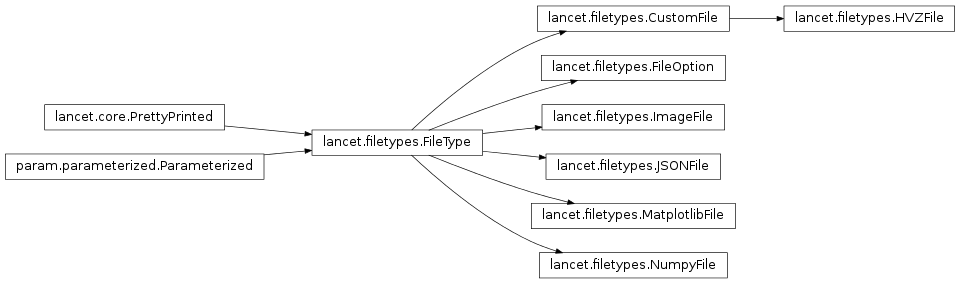 lancet.filetypes.CustomFile
lancet.filetypes.HVZFile
lancet.filetypes.FileOption
lancet.core.PrettyPrinted
lancet.filetypes.ImageFile
lancet.filetypes.FileType
param.parameterized.Parameterized
lancet.filetypes.JSONFile
lancet.filetypes.MatplotlibFile
lancet.filetypes.NumpyFile